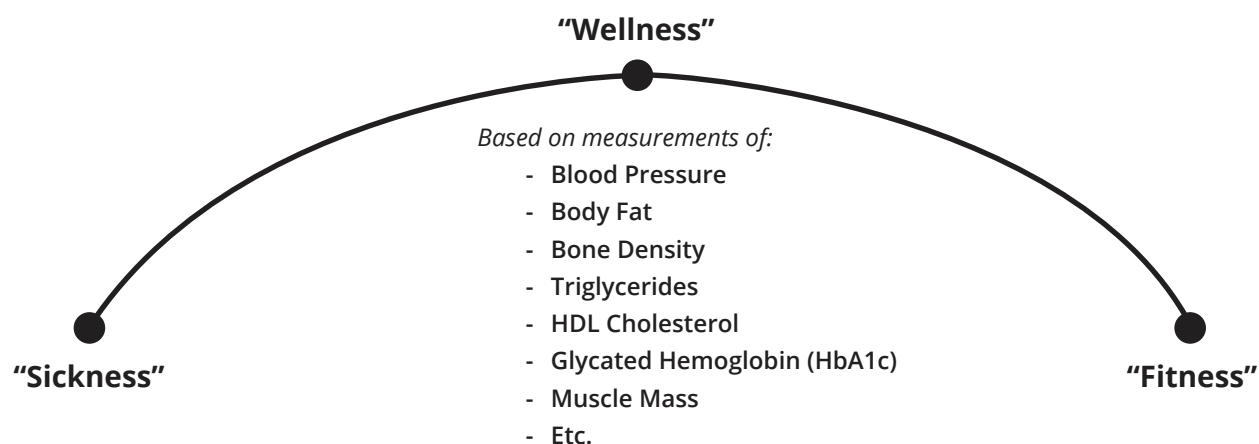 “Wellness”
Based on measurements of:
- Blood Pressure
- Body Fat
- Bone Density
- Triglycerides
- HDL Cholesterol
- Glycated Hemoglobin (HbA1c)
- Muscle Mass
- Etc.
“Sickness”
“Fitness”